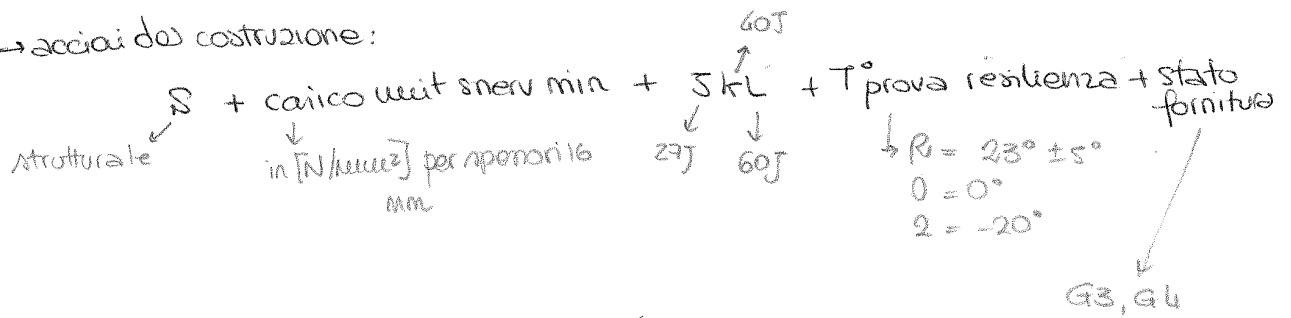 → acciai da costruzione:
40J
S + carico unit snerv min + JKL + T° prova resilienza + stato fornitura
strutturale
in [N/mm²] per spessori 16 mm
27J
60J
R = 23° ±5°
0 = 0°
2 = -20°
G3, G4